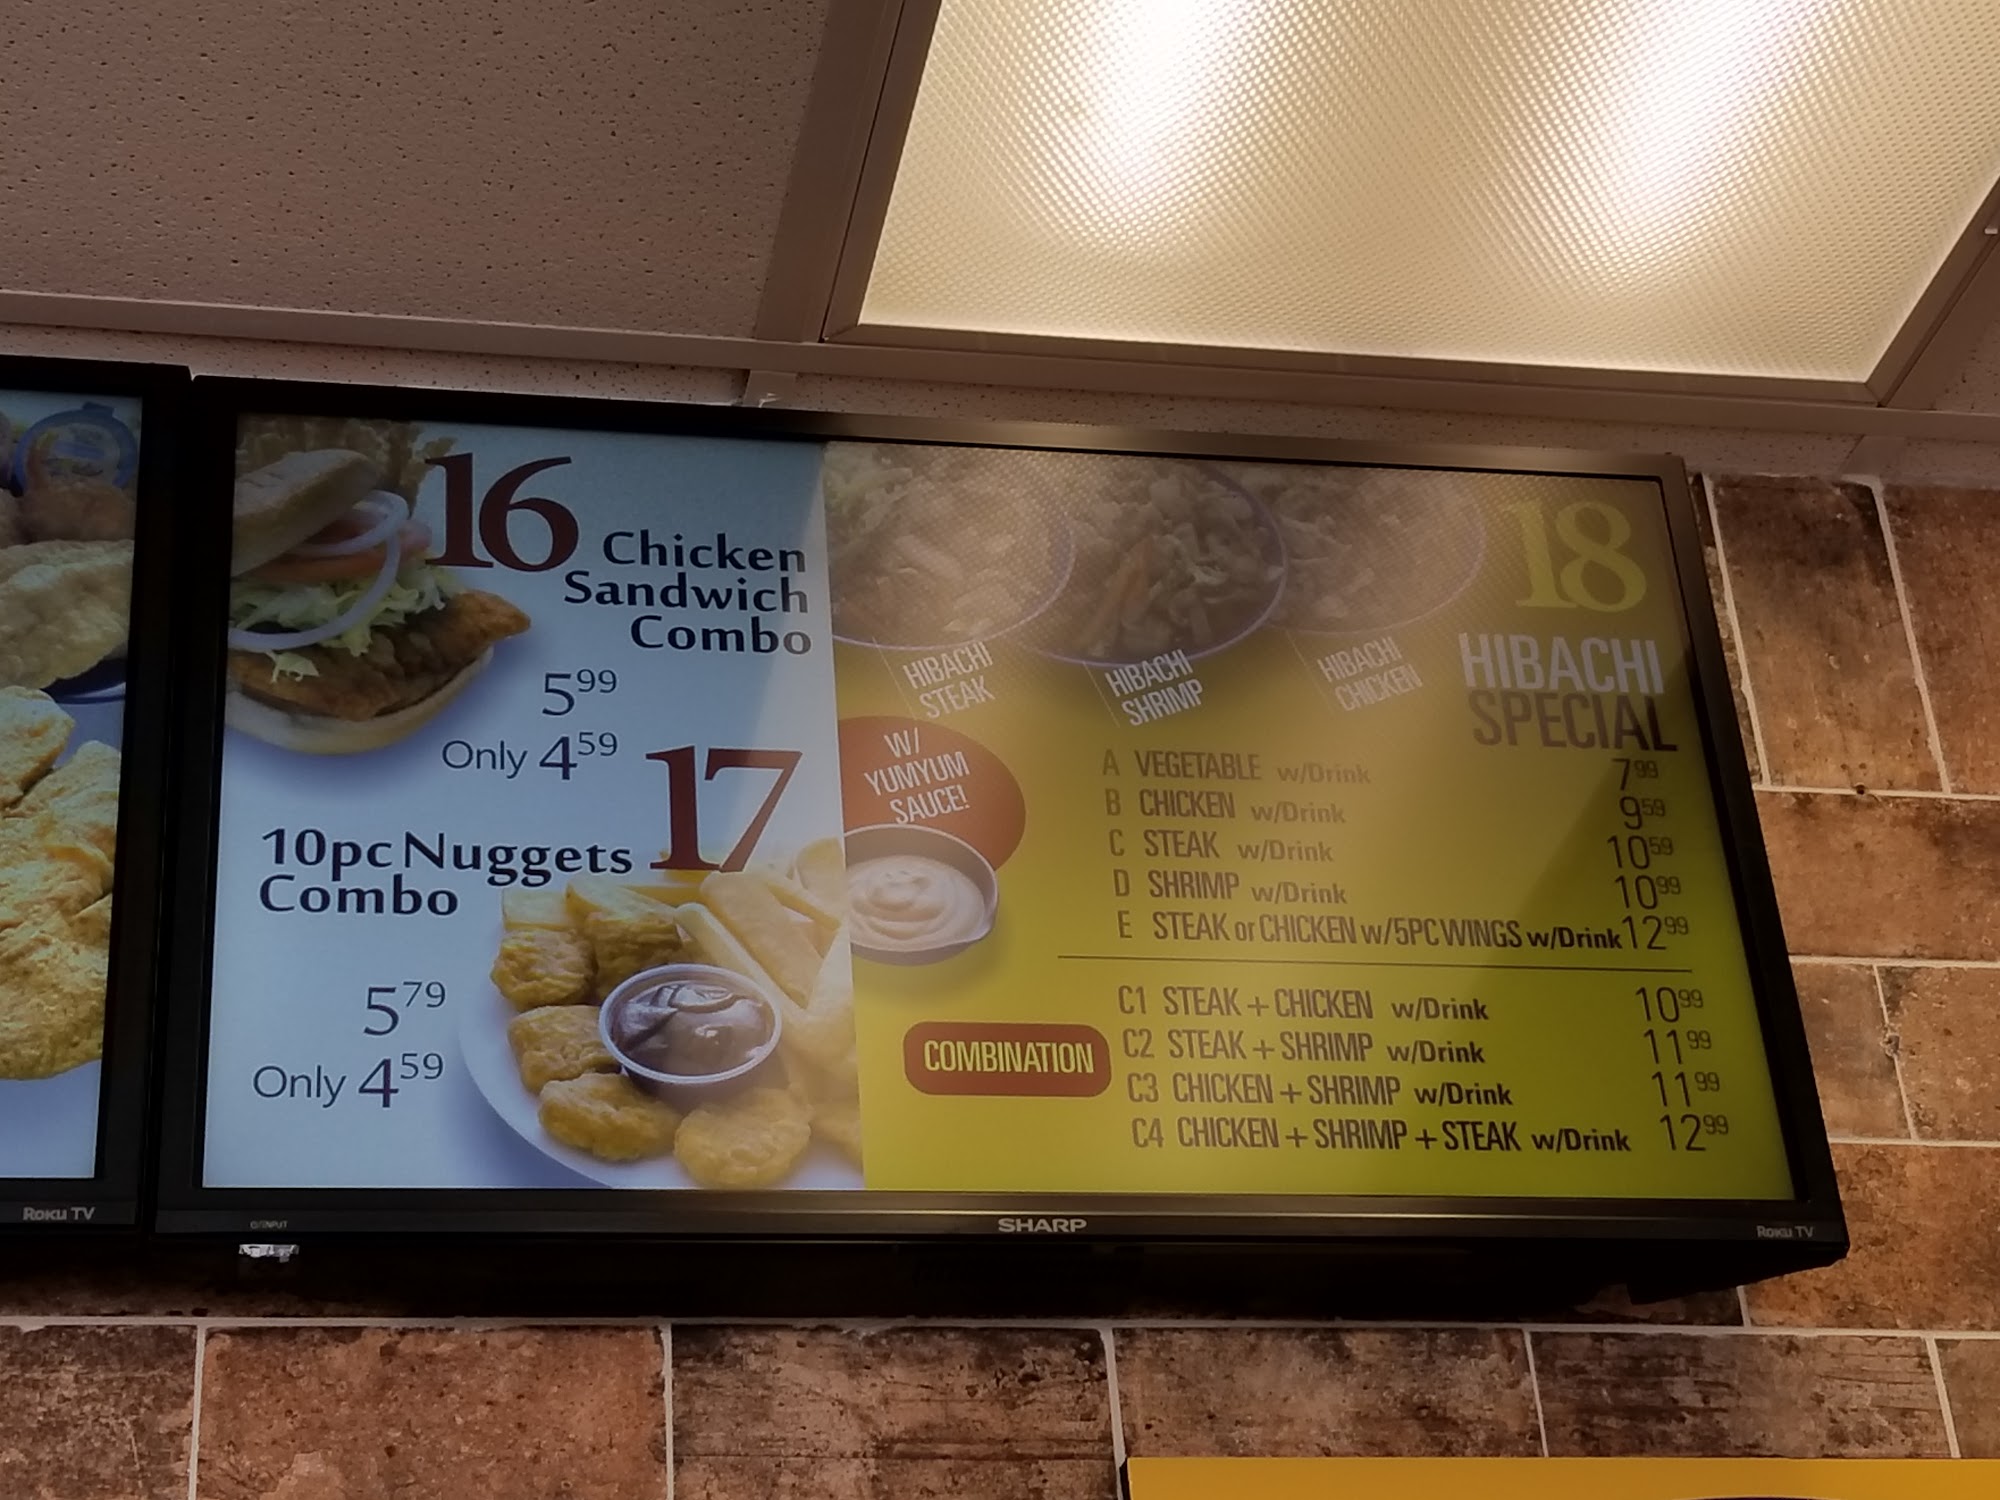 16
Chicken
Sandwich
Combo
5.99
Only 4.59
17
10pc Nuggets
Combo
5.79
Only 4.59
18
HIBACHI
SPECIAL
HIBACHI
STEAK
HIBACHI
SHRIMP
HIBACHI
CHICKEN
W/
YUMYUM
SAUCE!
A VEGETABLE w/Drink 7.99
B CHICKEN w/Drink 9.59
C STEAK w/Drink 10.59
D SHRIMP w/Drink 10.99
E STEAK or CHICKEN w/5PC WINGS w/Drink 12.99
COMBINATION
C1 STEAK + CHICKEN w/Drink 10.99
C2 STEAK + SHRIMP w/Drink 11.99
C3 CHICKEN + SHRIMP w/Drink 11.99
C4 CHICKEN + SHRIMP + STEAK w/Drink 12.99
Roku TV
SHARP
Roku TV